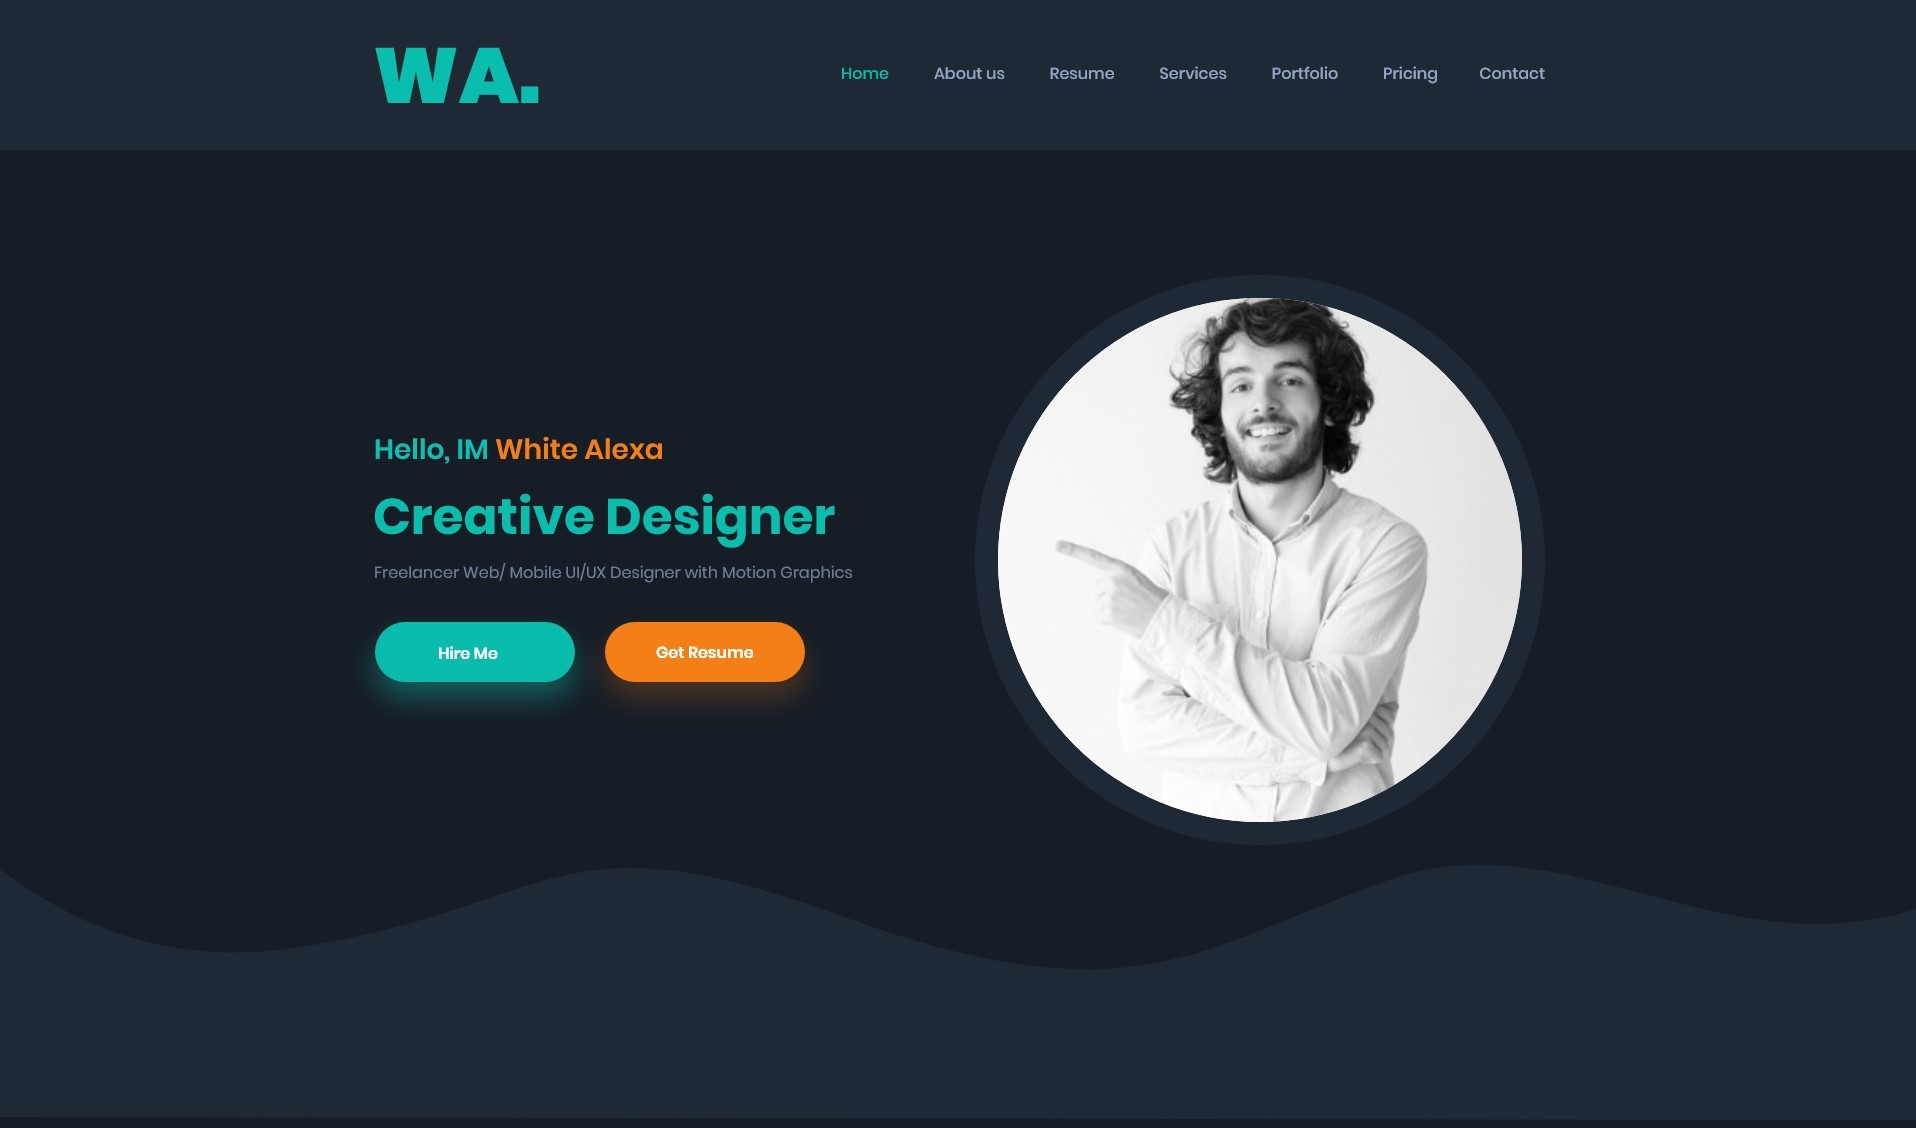 WA.
Home About us Resume Services Portfolio Pricing Contact
Hello, IM White Alexa
Creative Designer
Freelancer Web/ Mobile UI/UX Designer with Motion Graphics
Hire Me Get Resume